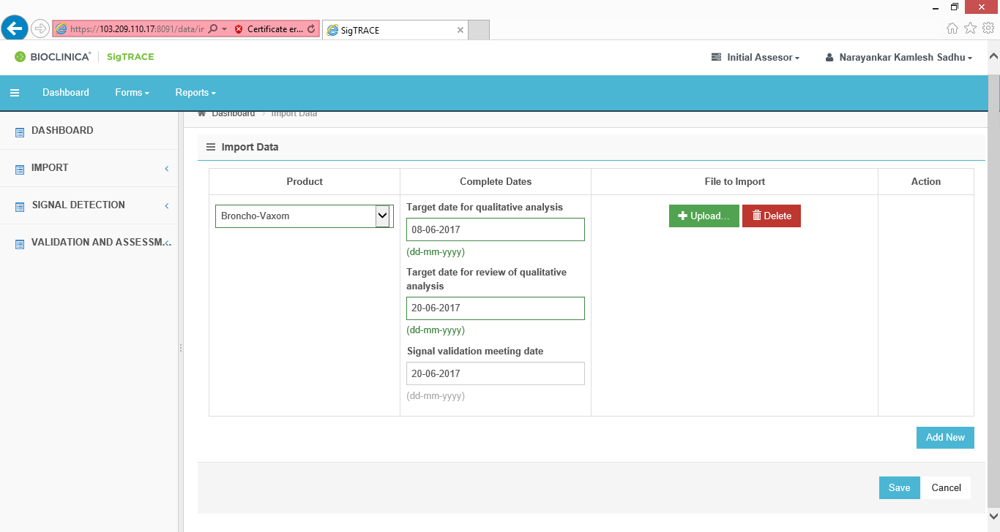 https://103.209.110.17:8091/data/ir
Certificate er...
SigTRACE
BIOCLINICA® SigTRACE
Initial Assesor
Narayankar Kamlesh Sadhu
Dashboard Forms Reports
Dashboard Import Data
DASHBOARD
IMPORT
SIGNAL DETECTION
VALIDATION AND ASSESSM...
Import Data
Product Complete Dates File to Import Action
Broncho-Vaxom
Target date for qualitative analysis
08-06-2017
(dd-mm-yyyy)
Target date for review of qualitative
analysis
20-06-2017
(dd-mm-yyyy)
Signal validation meeting date
20-06-2017
(dd-mm-yyyy)
Upload... Delete
Add New
Save Cancel